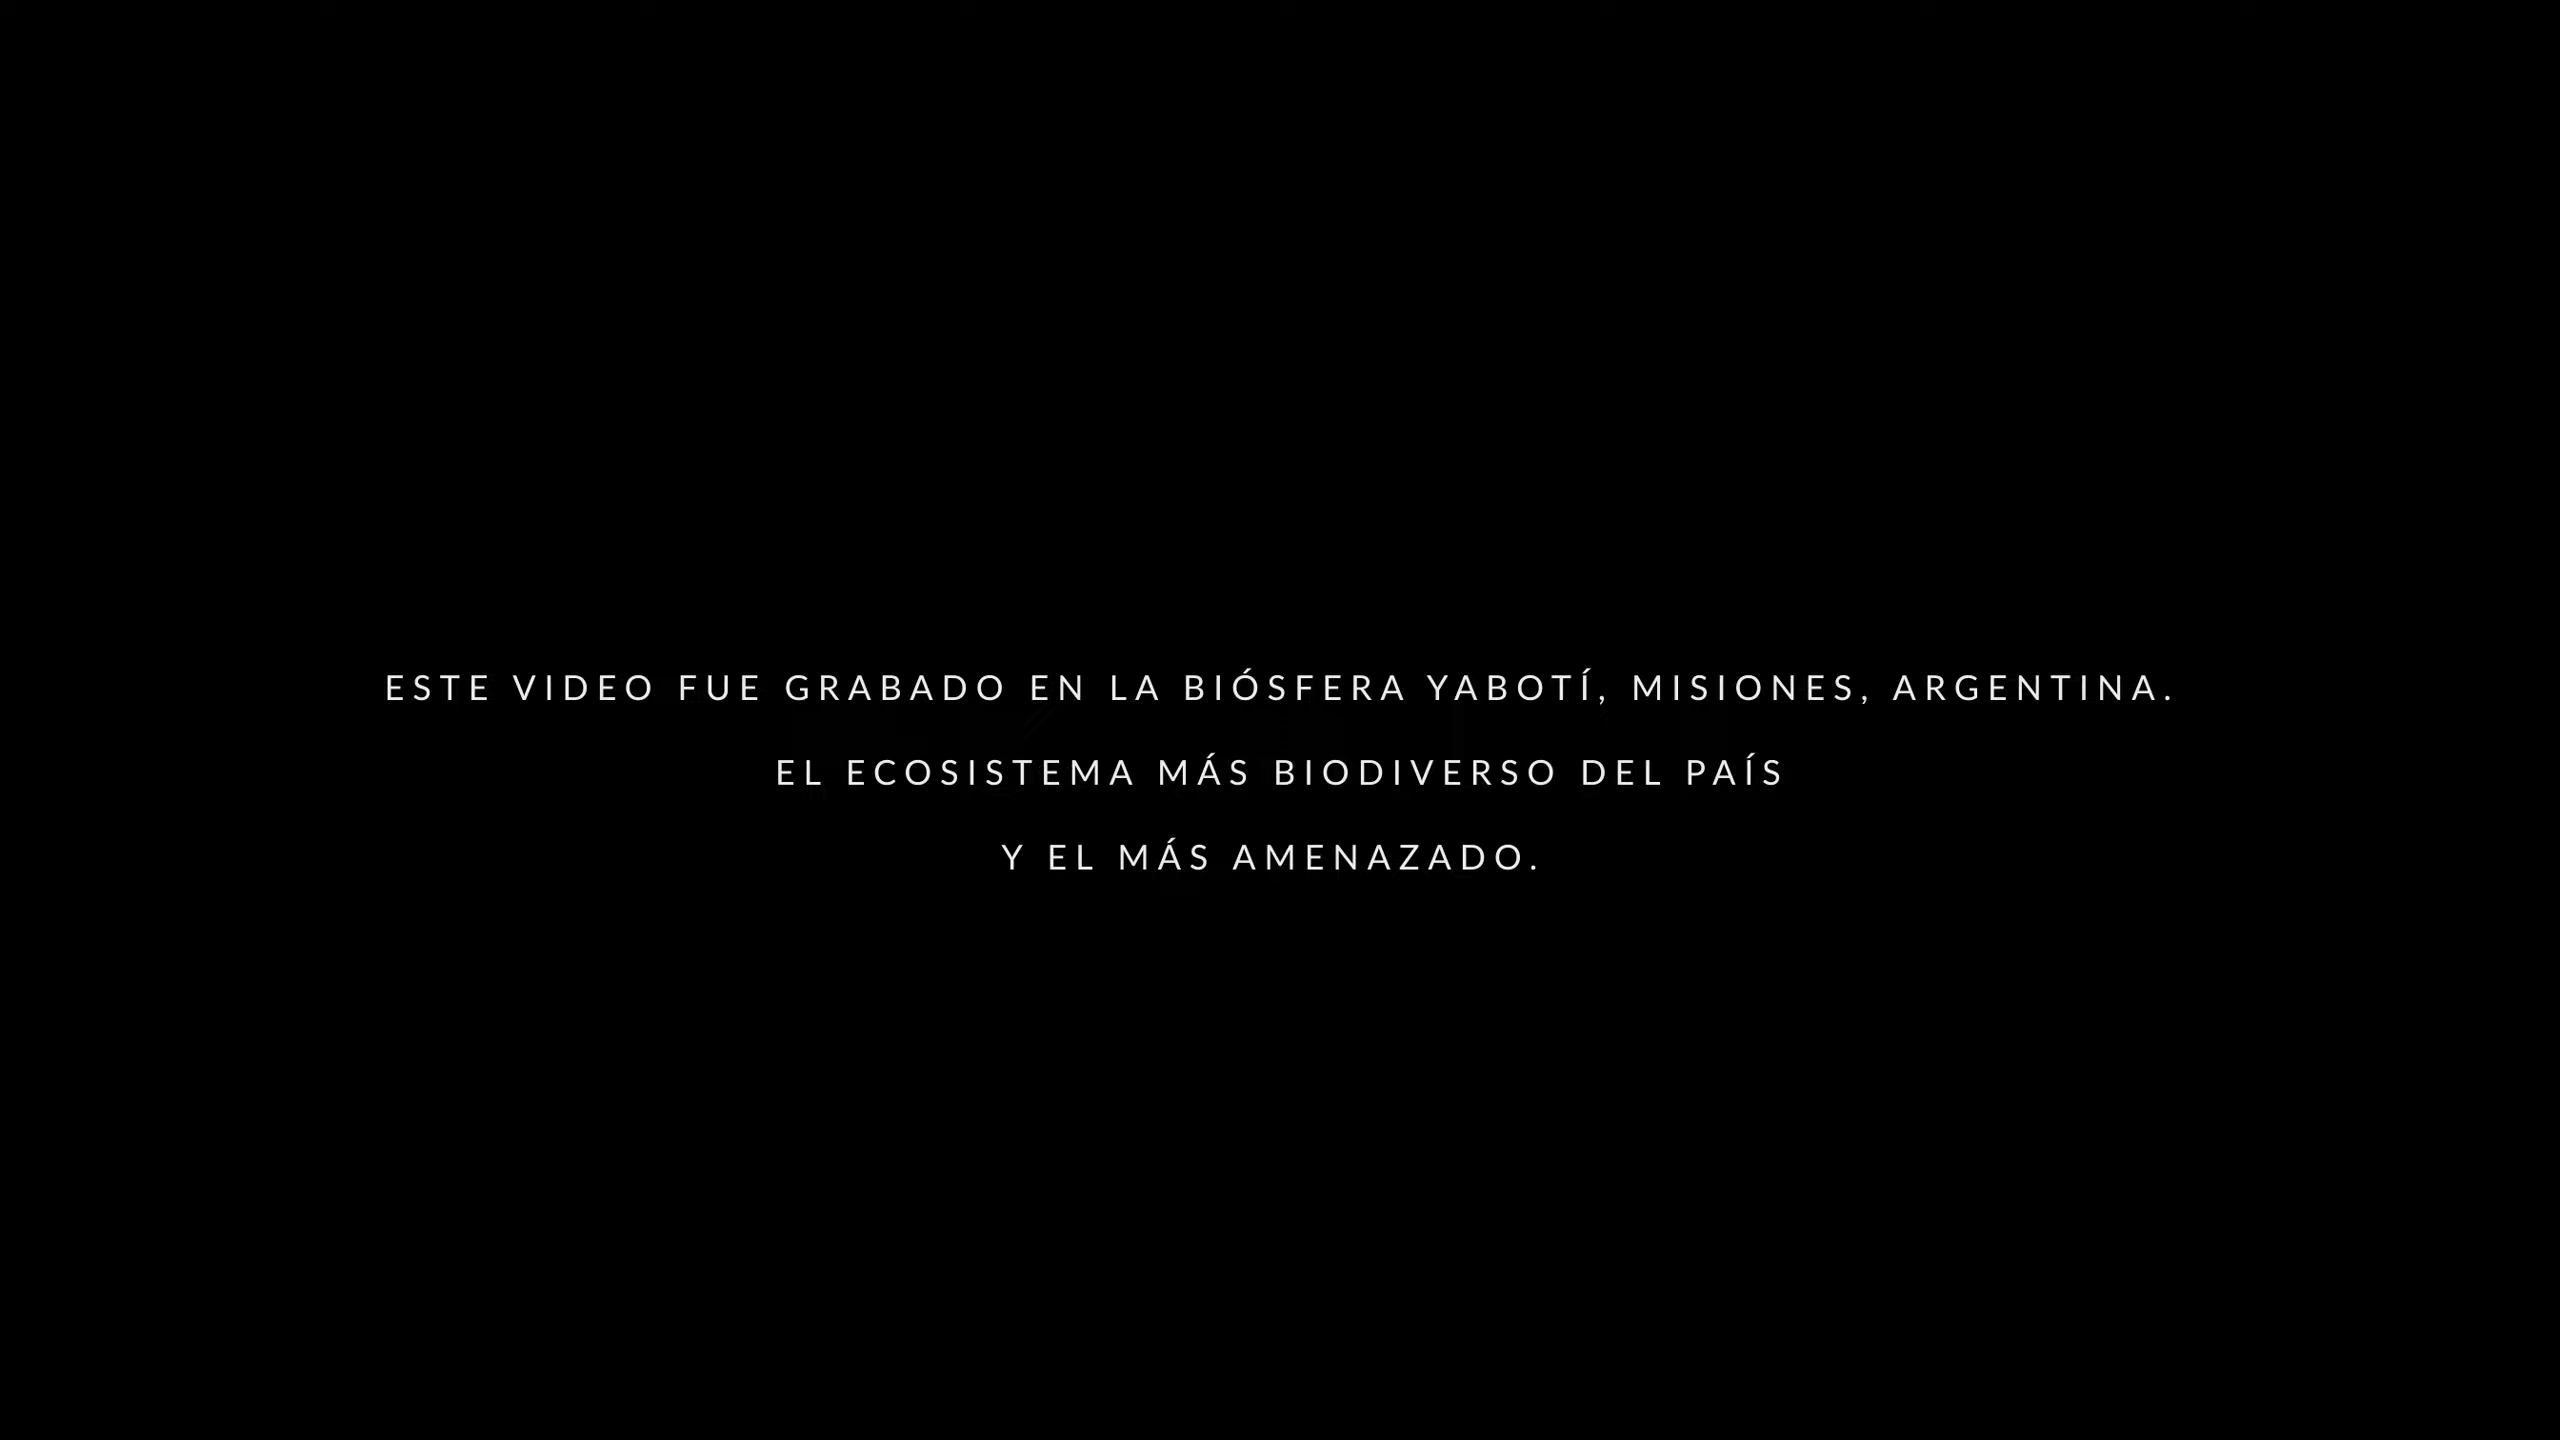 ESTE VIDEO FUE GRABADO EN LA BIÓSFERA YABOTÍ, MISIONES, ARGENTINA.
EL ECOSISTEMA MÁS BIODIVERSO DEL PAÍS
Y EL MÁS AMENAZADO.